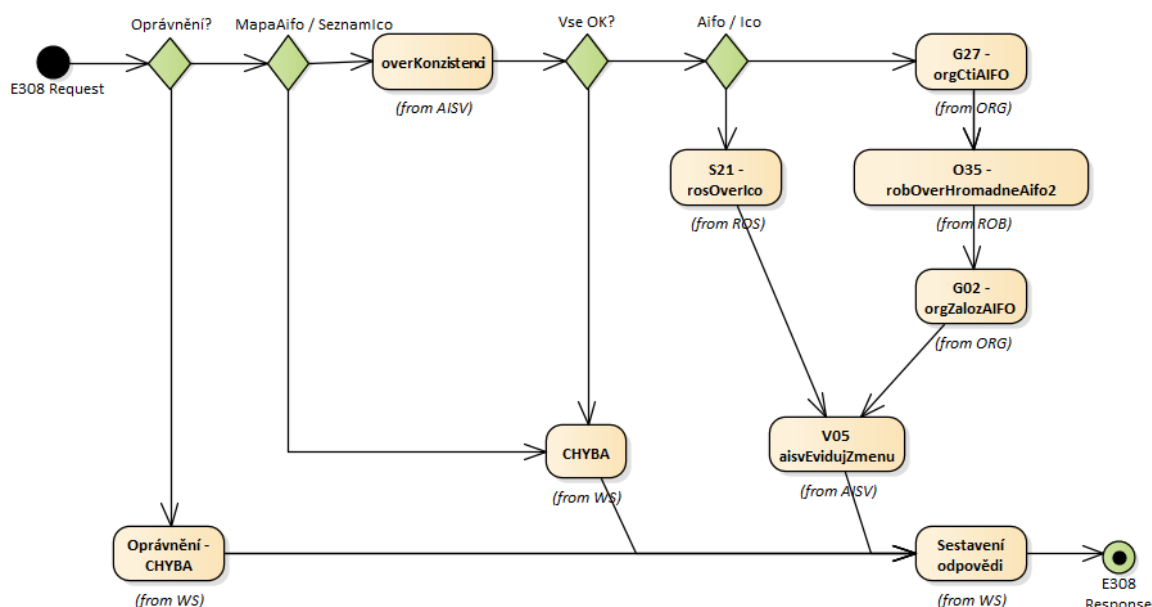 Oprávnění?
MapaAifo / SeznamIco
Vse OK?
Aifo / Ico
E308 Request
overKonzistenci
(from AISV)
G27 -
orgCtiAIFO
(from ORG)
S21 -
rosOverIco
(from ROS)
O35 -
robOverHromadneAifo2
(from ROB)
G02 -
orgZalozAIFO
(from ORG)
CHYBA
(from WS)
V05
aisvEvidujZmenu
(from AISV)
Oprávnění -
CHYBA
(from WS)
Sestavení
odpovědi
(from WS)
E308
Response